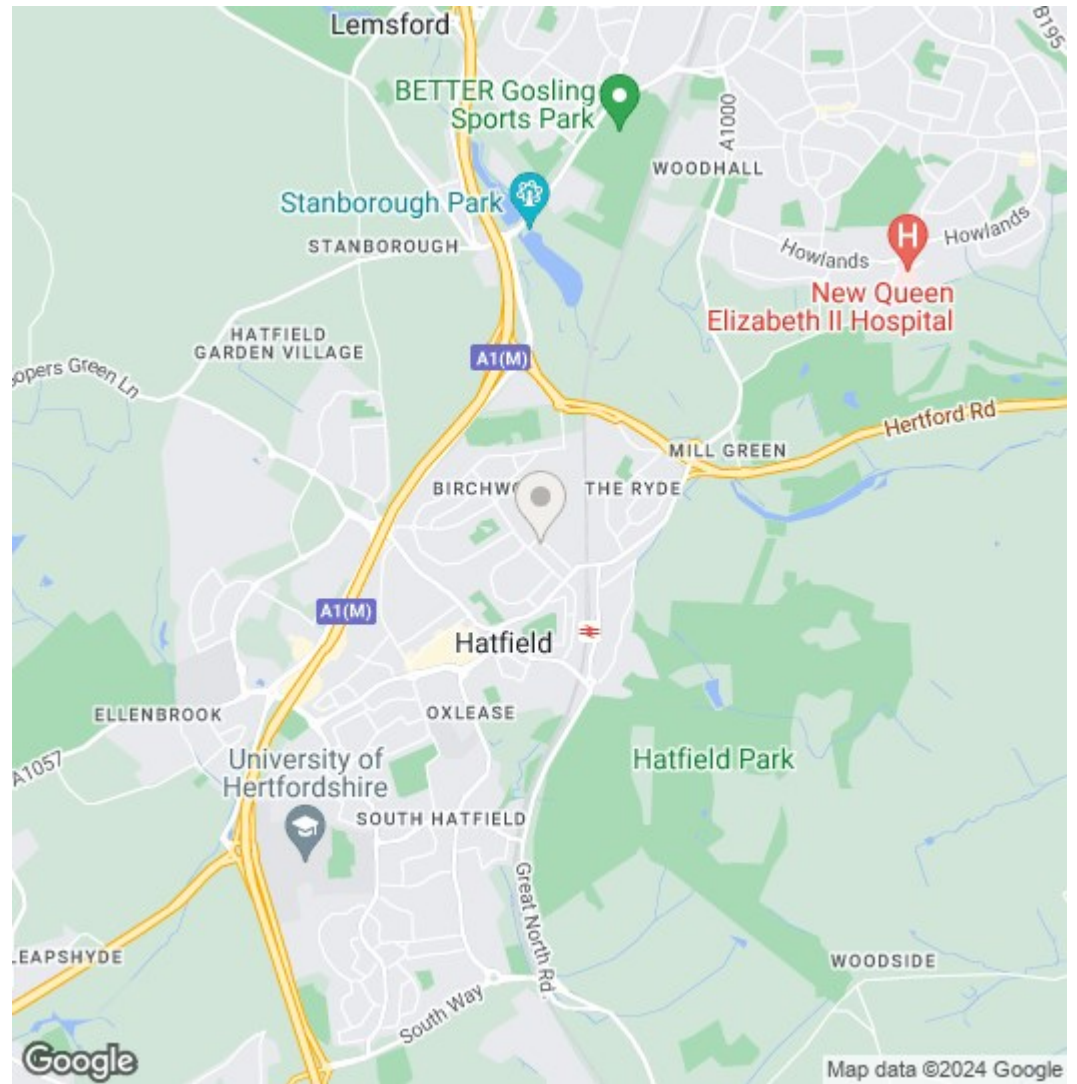 Lemsford
B195
BETTER Gosling
Sports Park
A1000
WOODHALL
Stanborough Park
STANBOROUGH
Howlands
Howlands
H
New Queen
Elizabeth II Hospital
HATFIELD
GARDEN VILLAGE
A1(M)
opers Green Ln
Hertford Rd
MILL GREEN
BIRCHWO
THE RYDE
A1(M)
Hatfield
ELLENBROOK
OXLEASE
A1057
University of
Hertfordshire
Hatfield Park
SOUTH HATFIELD
Great North Rd.
LEAPSHYDE
WOODSIDE
South Way
Google
Map data ©2024 Google